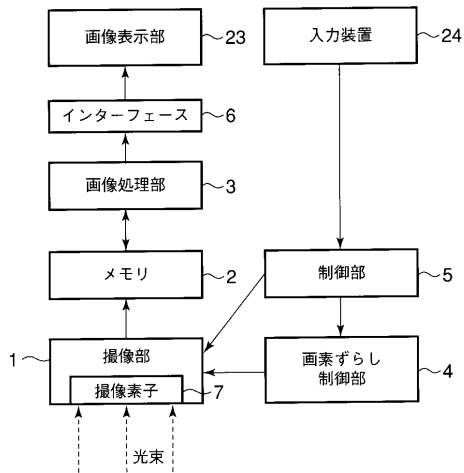 画像表示部
23
入力装置
24
インターフェース
6
画像処理部
3
メモリ
2
制御部
5
1
撮像部
撮像素子
7
画素ずらし
制御部
4
光束